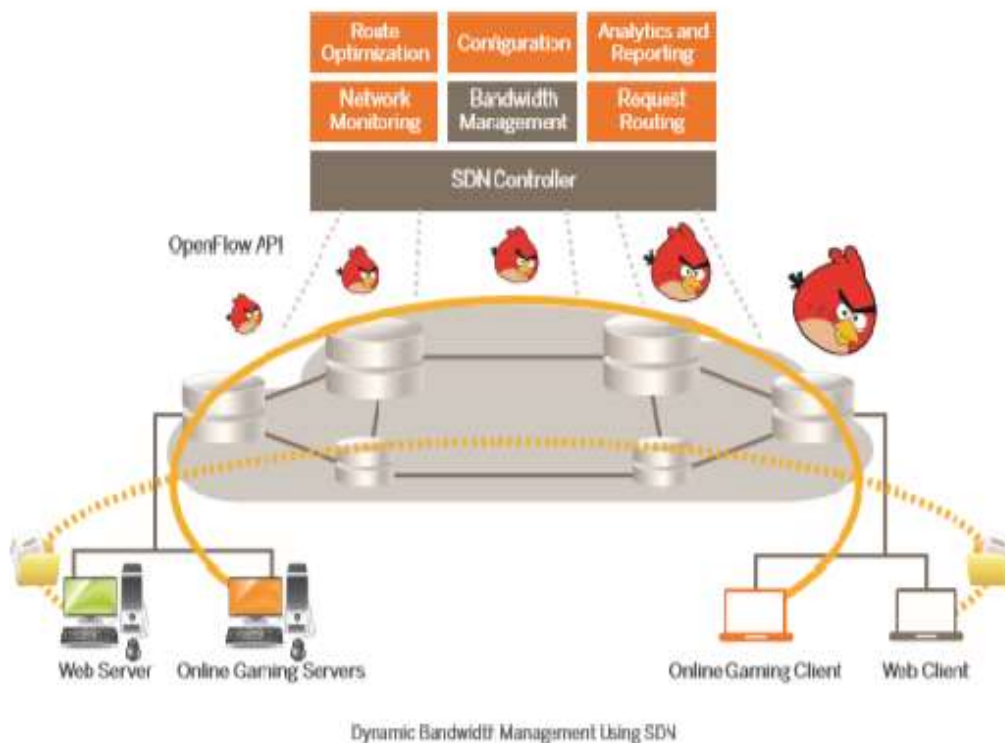 Route
Optimization
Configuration
Analytics and
Reporting
Network
Monitoring
Bandwidth
Management
Request
Routing
SDN Controller
OpenFlow API
Web Server
Online Gaming Servers
Online Gaming Client
Web Client
Dynamic Bandwidth Management Using SDN